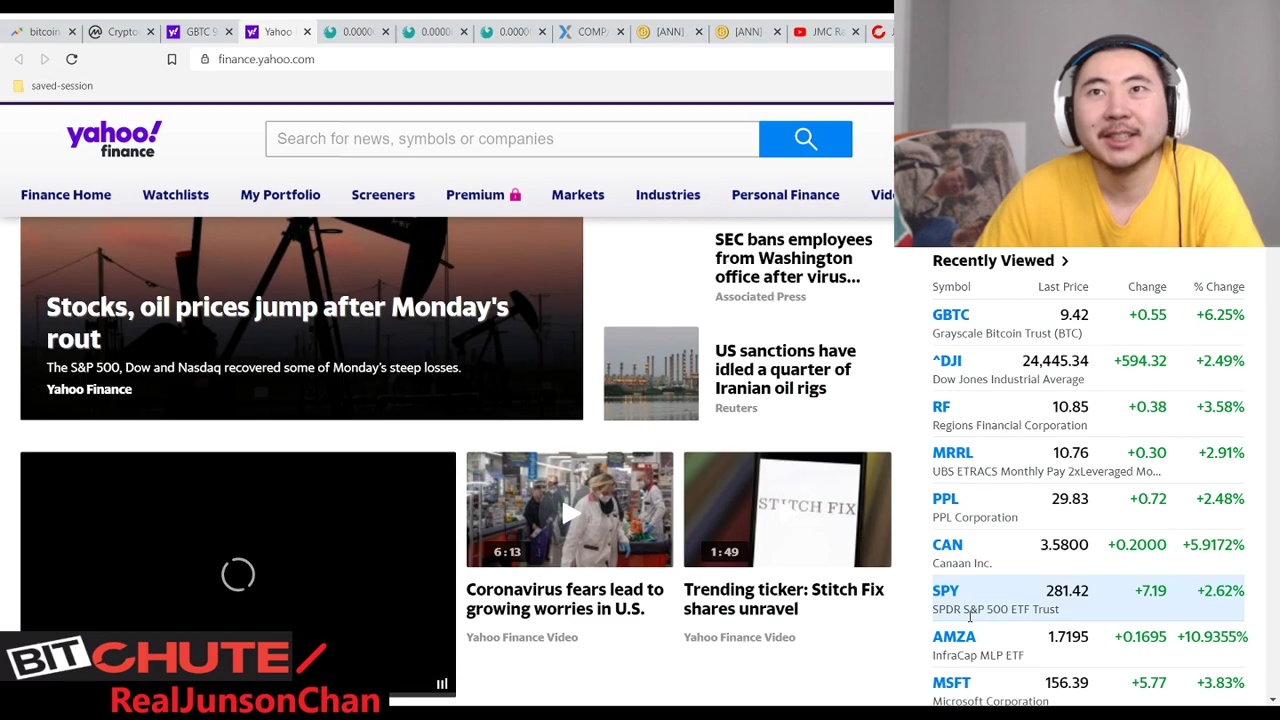 bitcoin
Crypto
GBTC 9
Yahoo
0.0000
0.0000
0.0000
COMP
[ANN]
[ANN]
JMC Ra
finance.yahoo.com
saved-session
yahoo!
finance
Search for news, symbols or companies
Finance Home Watchlists My Portfolio Screeners Premium Markets Industries Personal Finance Vid
Stocks, oil prices jump after Monday's
rout
The S&P 500, Dow and Nasdaq recovered some of Monday's steep losses.
Yahoo Finance
SEC bans employees
from Washington
office after virus...
Associated Press
US sanctions have
idled a quarter of
Iranian oil rigs
Reuters
6:13
Coronavirus fears lead to
growing worries in U.S.
Yahoo Finance Video
STITCH FIX
1:49
Trending ticker: Stitch Fix
shares unravel
Yahoo Finance Video
Recently Viewed >
Symbol Last Price Change % Change
GBTC 9.42 +0.55 +6.25%
Grayscale Bitcoin Trust (BTC)
^DJI 24,445.34 +594.32 +2.49%
Dow Jones Industrial Average
RF 10.85 +0.38 +3.58%
Regions Financial Corporation
MRRL 10.76 +0.30 +2.91%
UBS ETRACS Monthly Pay 2xLeveraged Mo...
PPL 29.83 +0.72 +2.48%
PPL Corporation
CAN 3.5800 +0.2000 +5.9172%
Canaan Inc.
SPY 281.42 +7.19 +2.62%
SPDR S&P 500 ETF Trust
AMZA 1.7195 +0.1695 +10.9355%
InfraCap MLP ETF
MSFT 156.39 +5.77 +3.83%
Microsoft Corporation
BITCHUTE
RealJunsonChan